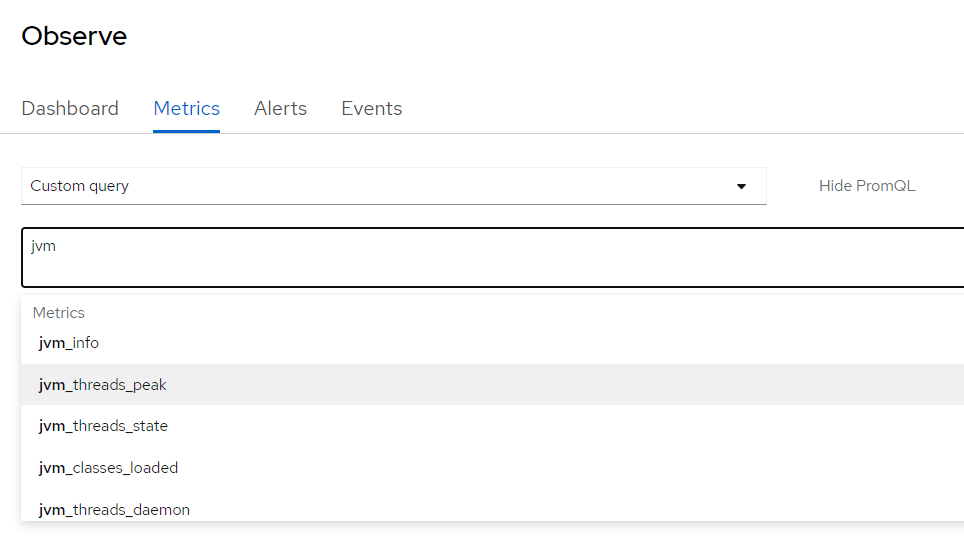 Observe
Dashboard Metrics Alerts Events
Custom query Hide PromQL
jvm
Metrics
jvm_info
jvm_threads_peak
jvm_threads_state
jvm_classes_loaded
jvm_threads_daemon